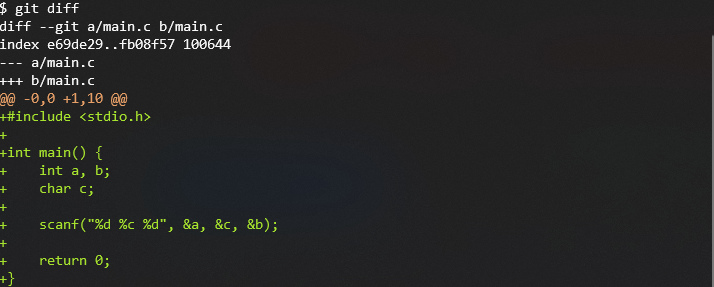 $ git diff
diff --git a/main.c b/main.c
index e69de29..fb08f57 100644
--- a/main.c
+++ b/main.c
@@ -0,0 +1,10 @@
+#include <stdio.h>
+
+int main() {
+    int a, b;
+    char c;
+
+    scanf("%d %c %d", &a, &c, &b);
+
+    return 0;
+}